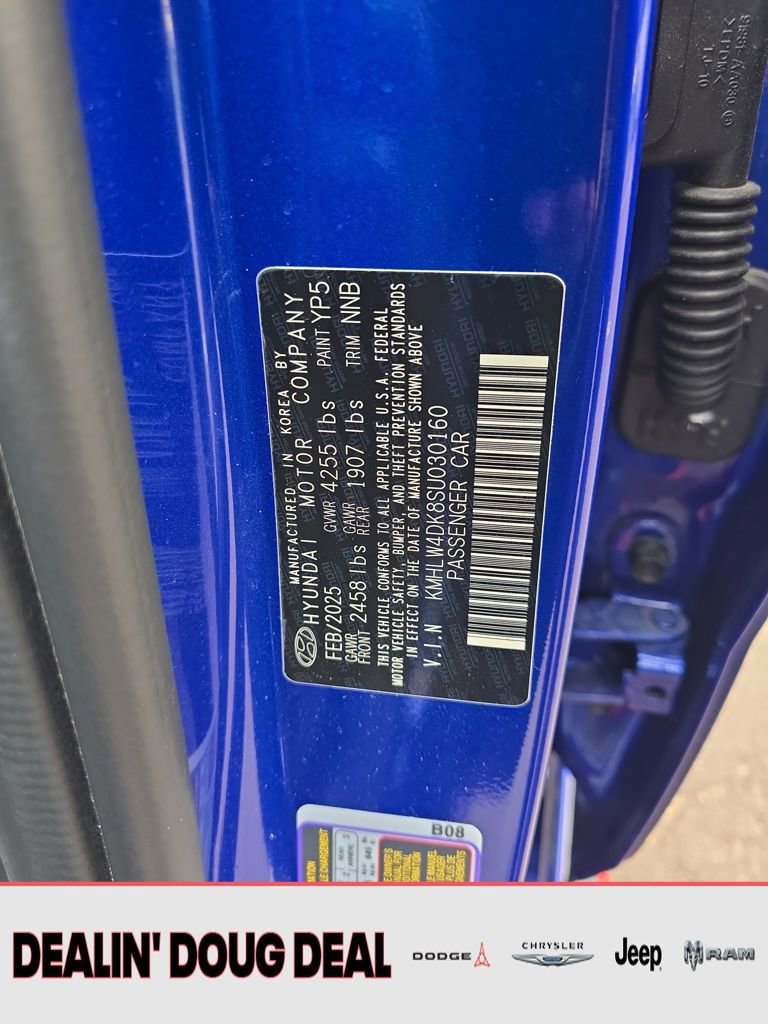 MANUFACTURED IN KOREA BY
HYUNDAI MOTOR COMPANY
FEB/2025 GVWR 4255 lbs PAINT YP5
GAWR FRONT 2458 lbs GAWR REAR 1907 lbs TRIM NNB
THIS VEHICLE CONFORMS TO ALL APPLICABLE U.S.A. FEDERAL
MOTOR VEHICLE SAFETY, BUMPER, AND THEFT PREVENTION STANDARDS
IN EFFECT ON THE DATE OF MANUFACTURE SHOWN ABOVE
V.I.N KMHLW4DK8SU030160
PASSENGER CAR
B08
DEALIN' DOUG DEAL
DODGE CHRYSLER Jeep RAM